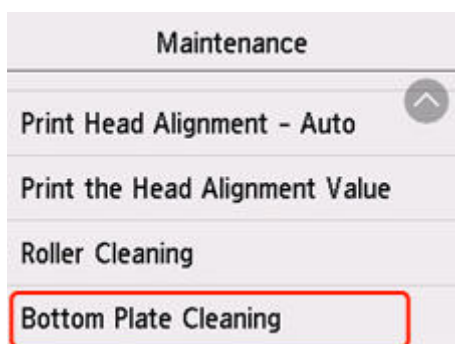 Maintenance
Print Head Alignment - Auto
Print the Head Alignment Value
Roller Cleaning
Bottom Plate Cleaning